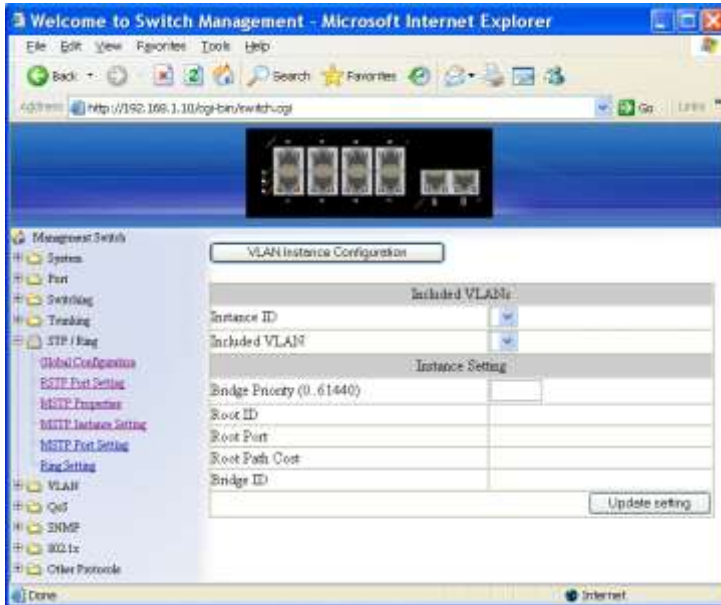 Welcome to Switch Management - Microsoft Internet Explorer
File Edit View Favorites Tools Help
Back Search Favorites
Address http://192.168.1.10/cgi-bin/switch.cgi Go Links
Management Switch
System
Port
Switching
Trunking
STP / Ring
Global Configuration
RSTP Port Setting
MSTP Properties
MSTP Instance Setting
MSTP Port Setting
Ring Setting
VLAN
QoS
SNMP
802.1x
Other Protocols
VLAN Instance Configuration
Included VLANs
Instance ID
Included VLAN
Instance Setting
Bridge Priority (0..61440)
Root ID
Root Port
Root Path Cost
Bridge ID
Update setting
Done Internet